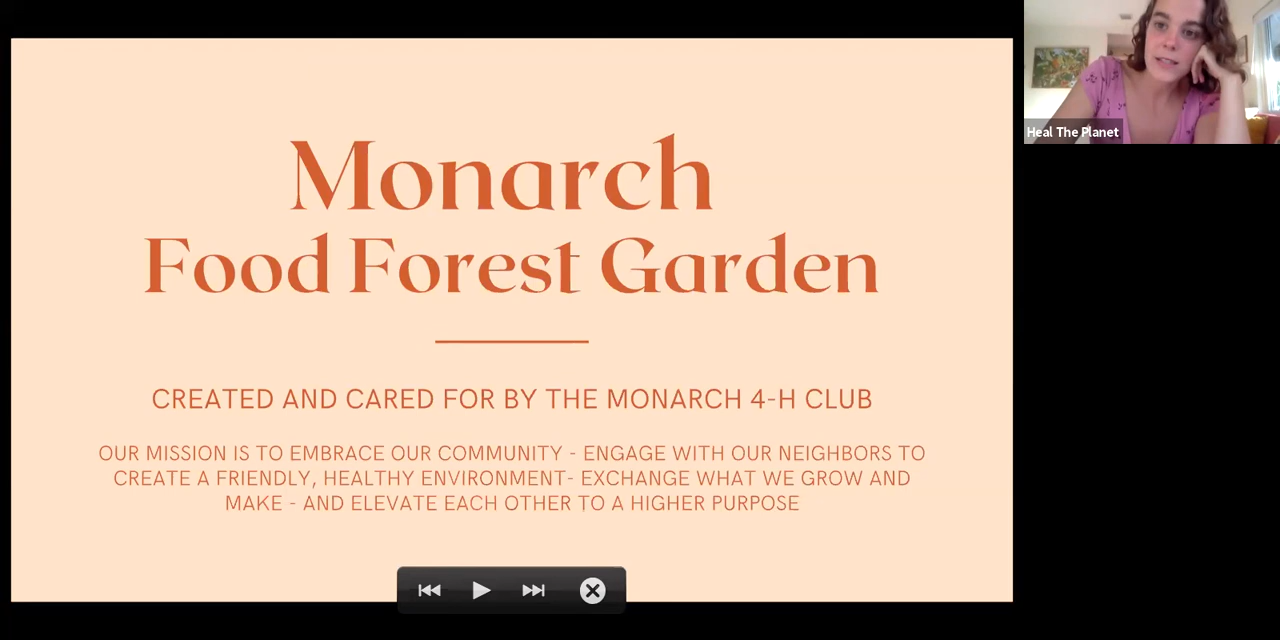 Monarch
Food Forest Garden
CREATED AND CARED FOR BY THE MONARCH 4-H CLUB
OUR MISSION IS TO EMBRACE OUR COMMUNITY - ENGAGE WITH OUR NEIGHBORS TO
CREATE A FRIENDLY, HEALTHY ENVIRONMENT- EXCHANGE WHAT WE GROW AND
MAKE - AND ELEVATE EACH OTHER TO A HIGHER PURPOSE
Heal The Planet